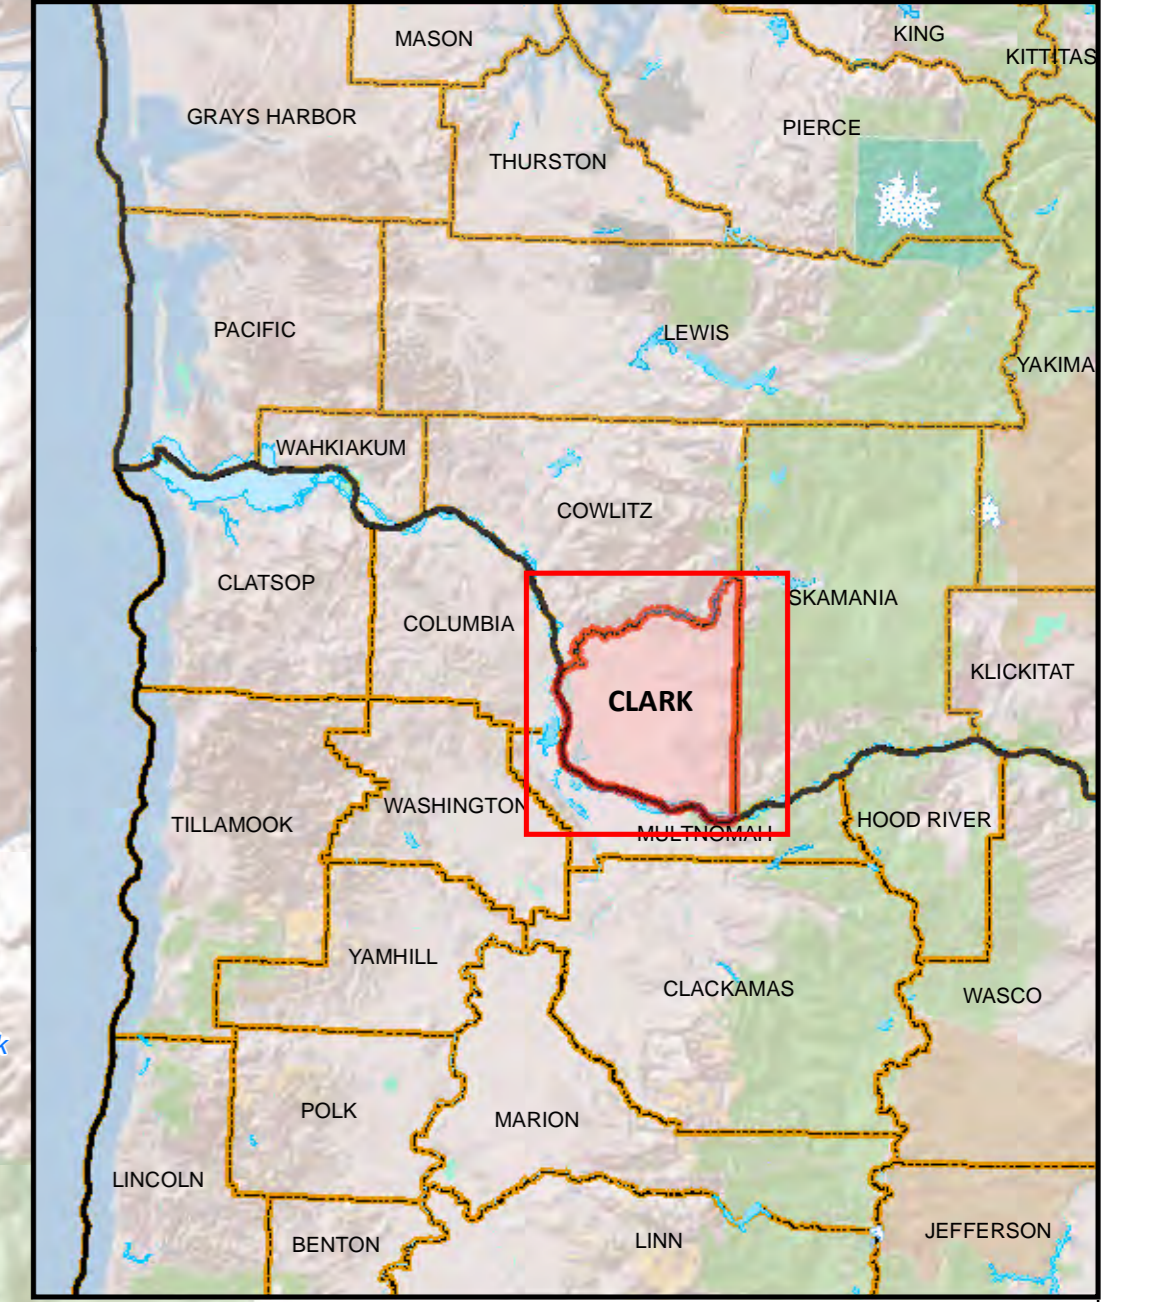 KING
MASON
KITTITAS
GRAYS HARBOR
PIERCE
THURSTON
PACIFIC
LEWIS
YAKIMA
WAHKIAKUM
COWLITZ
CLATSOP
SKAMANIA
COLUMBIA
KLICKITAT
CLARK
WASHINGTON
HOOD RIVER
TILLAMOOK
MULTNOMAH
YAMHILL
CLACKAMAS
WASCO
k
POLK
MARION
LINCOLN
JEFFERSON
LINN
BENTON